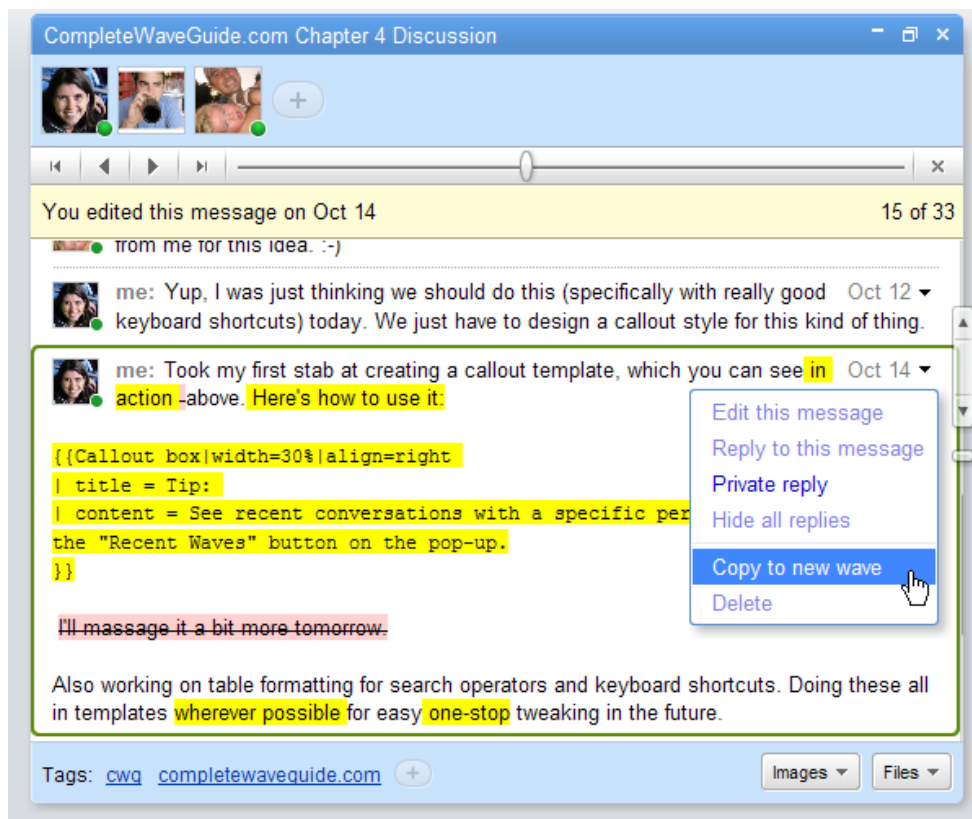 CompleteWaveGuide.com Chapter 4 Discussion
You edited this message on Oct 14 15 of 33
from me for this idea. :-)
me: Yup, I was just thinking we should do this (specifically with really good Oct 12
keyboard shortcuts) today. We just have to design a callout style for this kind of thing.
me: Took my first stab at creating a callout template, which you can see in Oct 14
action -above. Here's how to use it:
Edit this message
Reply to this message
Private reply
Hide all replies
Copy to new wave
Delete
{{Callout box|width=30%|align=right
| title = Tip:
| content = See recent conversations with a specific per
the "Recent Waves" button on the pop-up.
}}
I'll massage it a bit more tomorrow.
Also working on table formatting for search operators and keyboard shortcuts. Doing these all
in templates wherever possible for easy one-stop tweaking in the future.
Tags: cwg completewaveguide.com Images Files